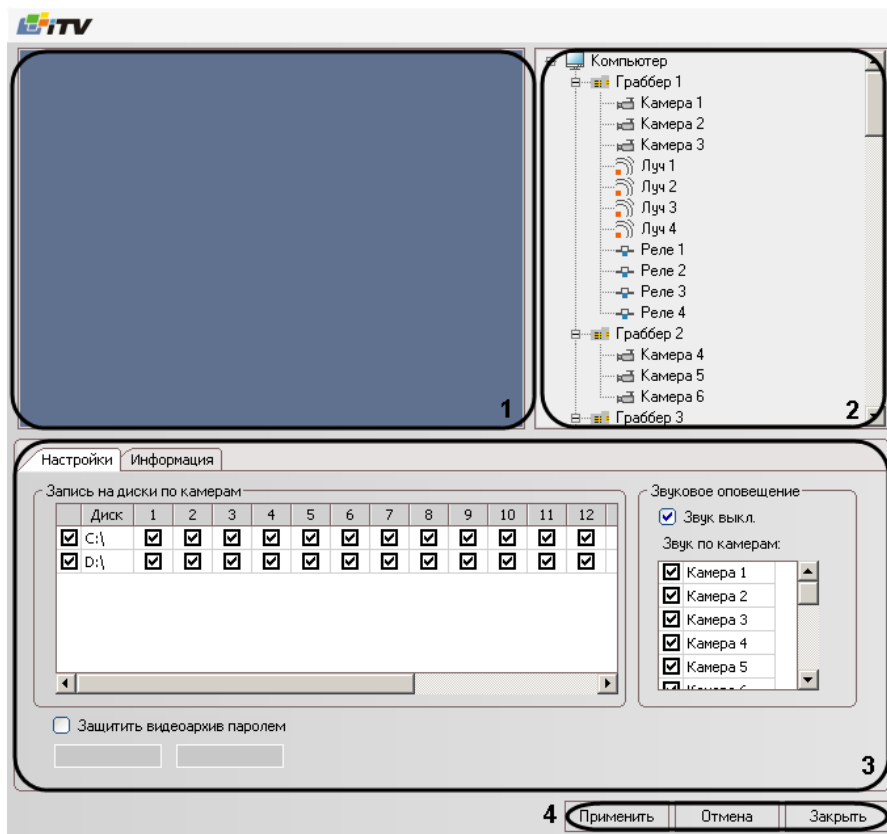 iTV
Компьютер
Граббер 1
Камера 1
Камера 2
Камера 3
Луч 1
Луч 2
Луч 3
Луч 4
Реле 1
Реле 2
Реле 3
Реле 4
Граббер 2
Камера 4
Камера 5
Камера 6
Граббер 3
1
2
Настройки Информация
Запись на диски по камерам
Диск 1 2 3 4 5 6 7 8 9 10 11 12
C:\
D:\
Звуковое оповещение
Звук выкл.
Звук по камерам:
Камера 1
Камера 2
Камера 3
Камера 4
Камера 5
Защитить видеоархив паролем
3
4 Применить Отмена Закрыть